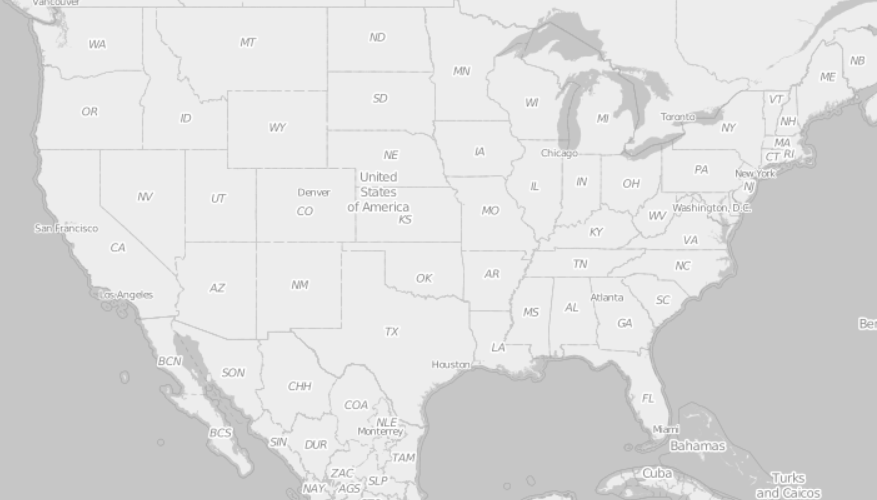 Vancouver
WA
MT
ND
MN
NB
ME
OR
ID
SD
WI
MI
VT
WY
Toronto
NH
NY
NE
IA
Chicago
MA
CT
RI
United
States
of America
PA
New York
NV
UT
Denver
CO
KS
MO
IL
IN
OH
NJ
WV
Washington, D.C.
San Francisco
CA
KY
VA
AZ
NM
OK
AR
TN
NC
Los Angeles
MS
AL
Atlanta
GA
SC
TX
LA
Houston
Ber
BCN
SON
CHH
COA
FL
NLE
Monterrey
Miami
BCS
SIN
DUR
TAM
Bahamas
ZAC
SLP
Cuba
NAY
AGS
Turks
and Caicos